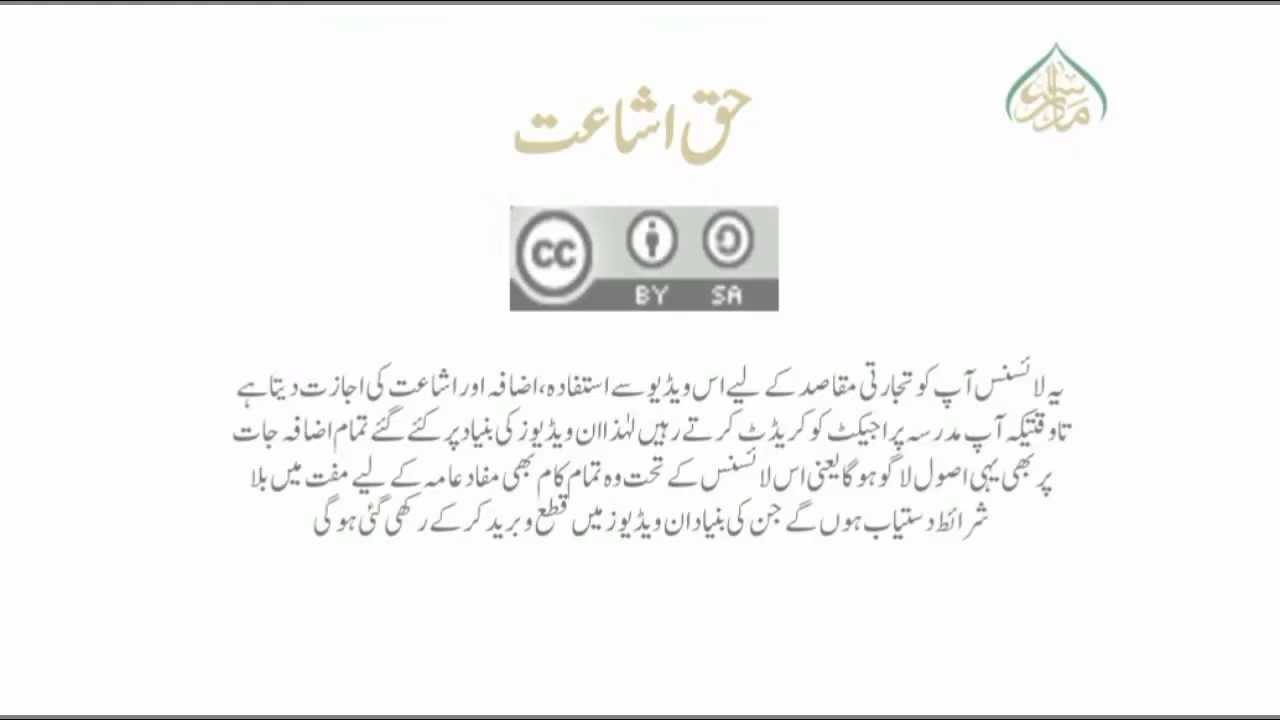 حق اشاعت
CC BY SA
یہ لائسنس آپ کو تجارتی مقاصد کے لیے اس ویڈیو سے استفادہ، اضافہ اور اشاعت کی اجازت دیتا ہے
تاوقتیکہ آپ مدرسہ پراجیکٹ کو کریڈٹ کرتے رہیں لہٰذا ان ویڈیوز کی بنیاد پر کئے گئے تمام اضافہ جات
پر بھی یہی اصول لاگو ہوگا یعنی اس لائسنس کے تحت وہ تمام کام بھی مفاد عامہ کے لیے مفت میں بلا
شرائط دستیاب ہوں گے جن کی بنیاد ان ویڈیوز میں قطع و برید کر کے رکھی گئی ہوگی